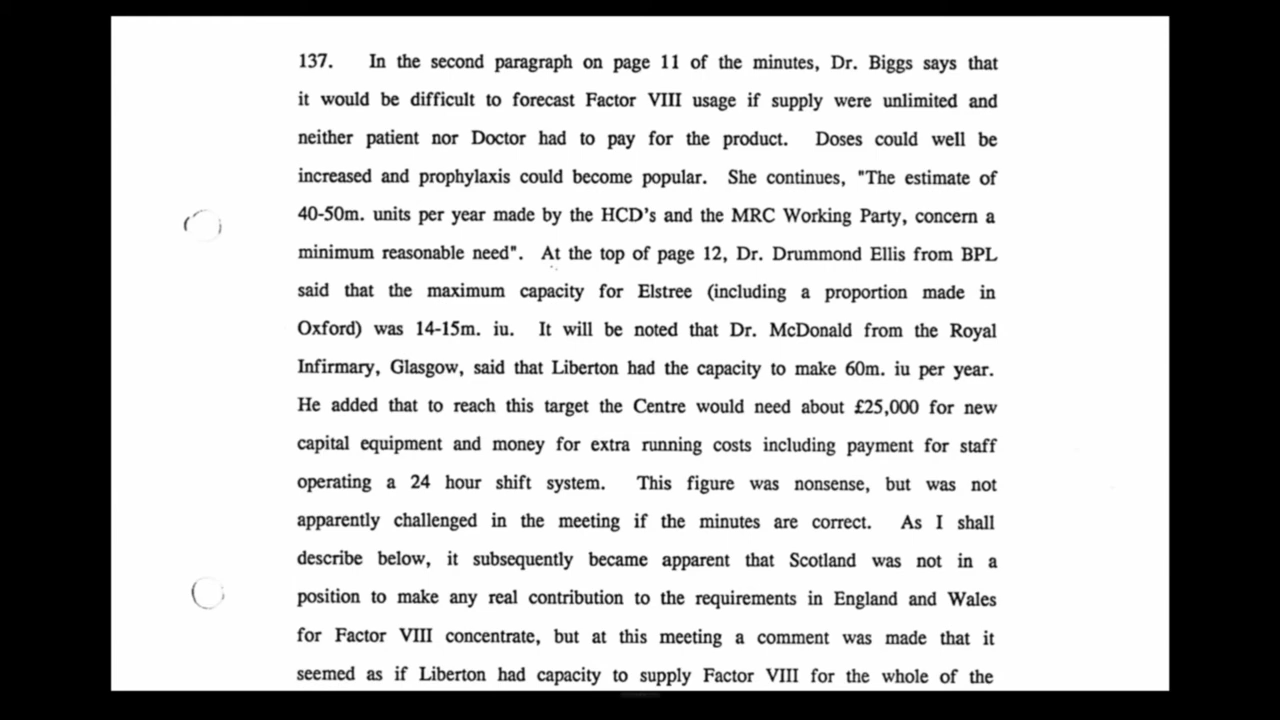 137. In the second paragraph on page 11 of the minutes, Dr. Biggs says that
it would be difficult to forecast Factor VIII usage if supply were unlimited and
neither patient nor Doctor had to pay for the product. Doses could well be
increased and prophylaxis could become popular. She continues, "The estimate of
40-50m. units per year made by the HCD's and the MRC Working Party, concern a
minimum reasonable need". At the top of page 12, Dr. Drummond Ellis from BPL
said that the maximum capacity for Elstree (including a proportion made in
Oxford) was 14-15m. iu. It will be noted that Dr. McDonald from the Royal
Infirmary, Glasgow, said that Liberton had the capacity to make 60m. iu per year.
He added that to reach this target the Centre would need about £25,000 for new
capital equipment and money for extra running costs including payment for staff
operating a 24 hour shift system. This figure was nonsense, but was not
apparently challenged in the meeting if the minutes are correct. As I shall
describe below, it subsequently became apparent that Scotland was not in a
position to make any real contribution to the requirements in England and Wales
for Factor VIII concentrate, but at this meeting a comment was made that it
seemed as if Liberton had capacity to supply Factor VIII for the whole of the